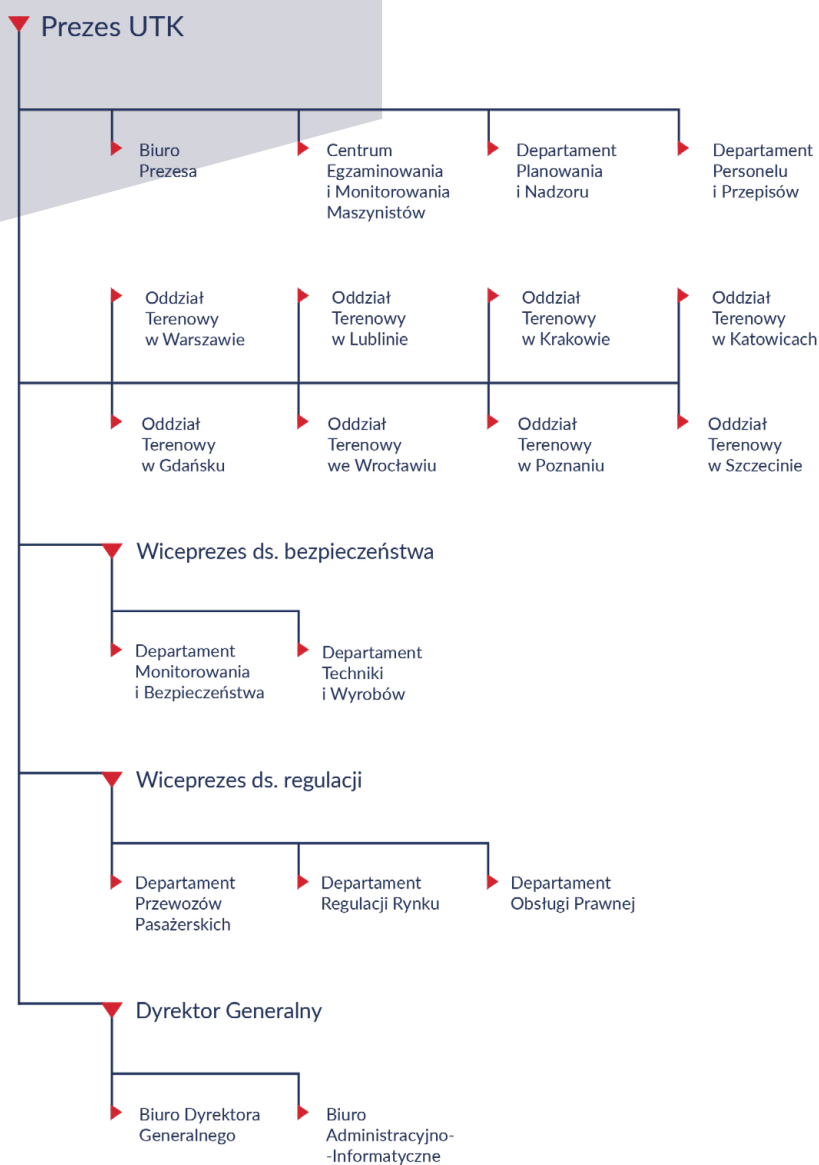 Prezes UTK
Biuro
Prezesa
Centrum
Egzaminowania
i Monitorowania
Maszynistów
Departament
Planowania
i Nadzoru
Departament
Personelu
i Przepisów
Oddział
Terenowy
w Warszawie
Oddział
Terenowy
w Lublinie
Oddział
Terenowy
w Krakowie
Oddział
Terenowy
w Katowicach
Oddział
Terenowy
w Gdańsku
Oddział
Terenowy
we Wrocławiu
Oddział
Terenowy
w Poznaniu
Oddział
Terenowy
w Szczecinie
Wiceprezes ds. bezpieczeństwa
Departament
Monitorowania
i Bezpieczeństwa
Departament
Techniki
i Wyrobów
Wiceprezes ds. regulacji
Departament
Przewozów
Pasażerskich
Departament
Regulacji Rynku
Departament
Obsługi Prawnej
Dyrektor Generalny
Biuro Dyrektora
Generalnego
Biuro
Administracyjno-
-Informatyczne